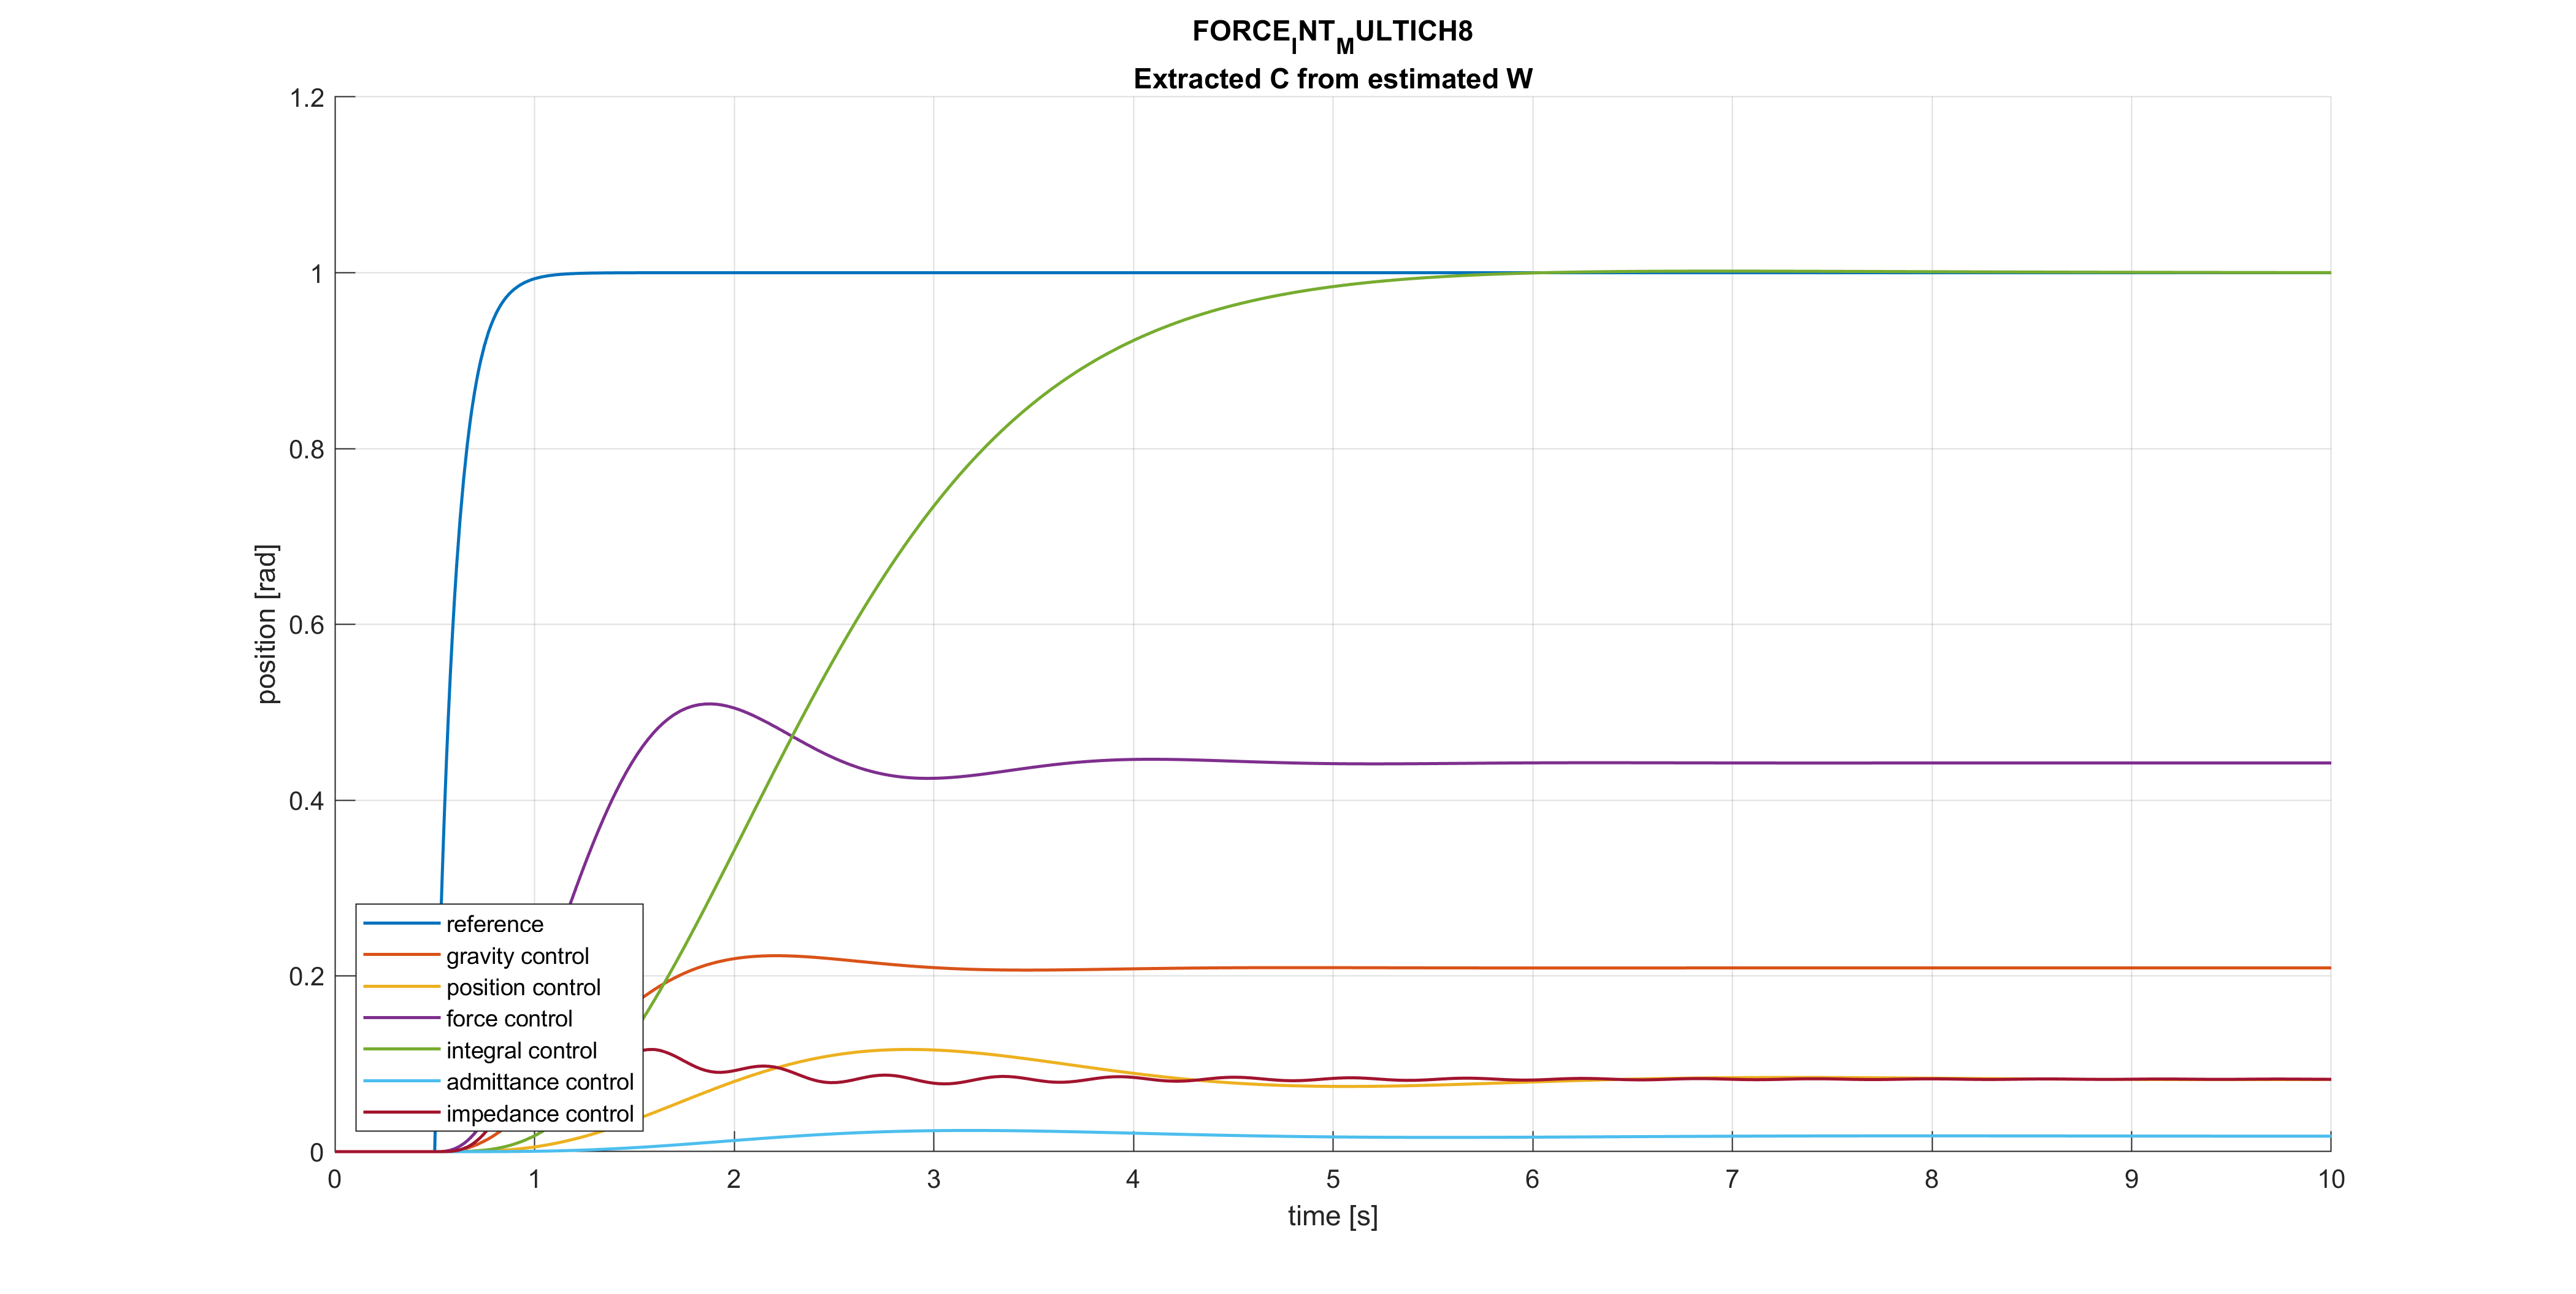 FORCE_INT_MULTICH8
Extracted C from estimated W
1.2
1
0.8
0.6
0.4
0.2
0
position [rad]
reference
gravity control
position control
force control
integral control
admittance control
impedance control
0 1 2 3 4 5 6 7 8 9 10
time [s]